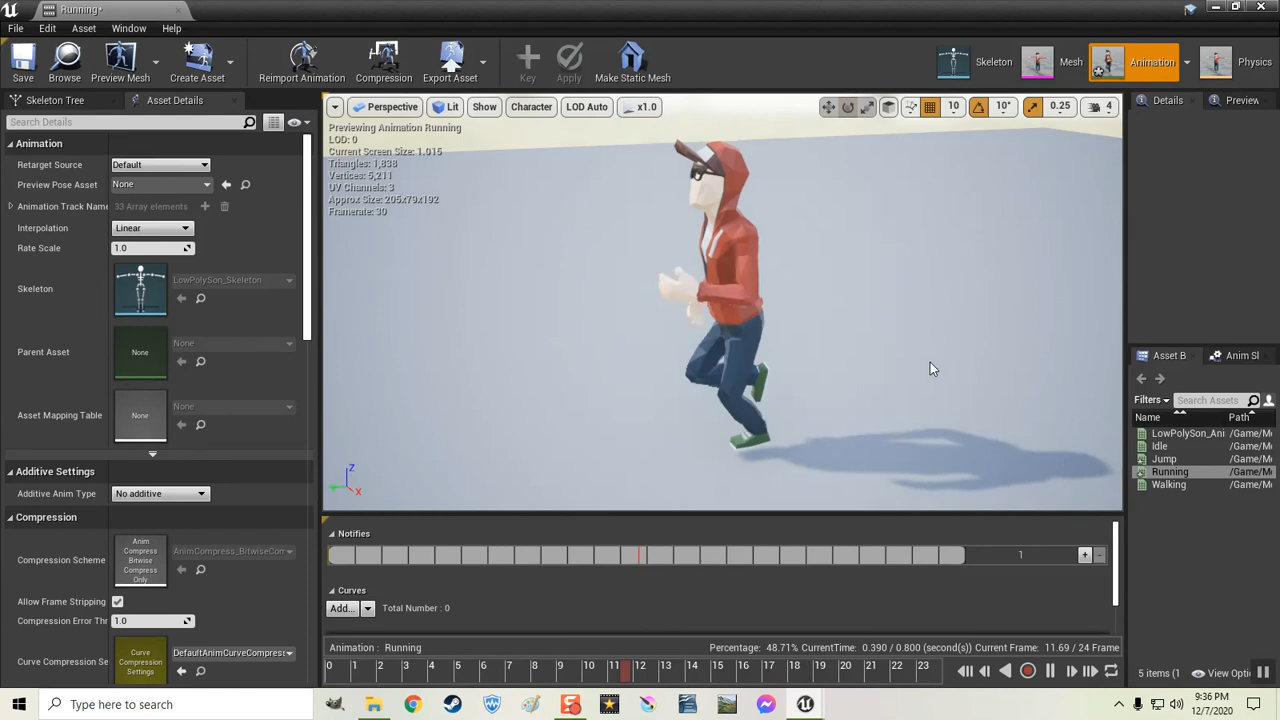 Running*
File Edit Asset Window Help
Save Browse Preview Mesh Create Asset Reimport Animation Compression Export Asset Key Apply Make Static Mesh Skeleton Mesh Animation Physics
Skeleton Tree Asset Details
Search Details
Animation
Retarget Source Default
Preview Pose Asset None
Animation Track Name 33 Array elements
Interpolation Linear
Rate Scale 1.0
Skeleton LowPolySon_Skeleton
Parent Asset None None
Asset Mapping Table None None
Additive Settings
Additive Anim Type No additive
Compression
Compression Scheme Anim Compress Bitwise Compress Only AnimCompress_BitwiseCom
Allow Frame Stripping
Compression Error Thr 1.0
Curve Compression Se Curve Compression Settings DefaultAnimCurveCompress
Perspective Lit Show Character LOD Auto x1.0 10 10° 0.25 4
Previewing Animation Running
LOD: 0
Current Screen Size: 1.015
Triangles: 1,838
Vertices: 5,211
UV Channels: 3
Approx Size: 205x79x192
Framerate: 30
Z
X
Notifies
1
Curves
Add... Total Number : 0
Animation : Running Percentage: 48.71% CurrentTime: 0.390 / 0.800 (second(s)) Current Frame: 11.69 / 24 Frame
0 1 2 3 4 5 6 7 8 9 10 11 12 13 14 15 16 17 18 19 20 21 22 23
Details Preview
Asset B Anim Sl
Filters Search Assets
Name Path
LowPolySon_Ani /Game/M
Idle /Game/M
Jump /Game/M
Running /Game/M
Walking /Game/M
5 items (1 View Opti
Type here to search
9:36 PM
12/7/2020